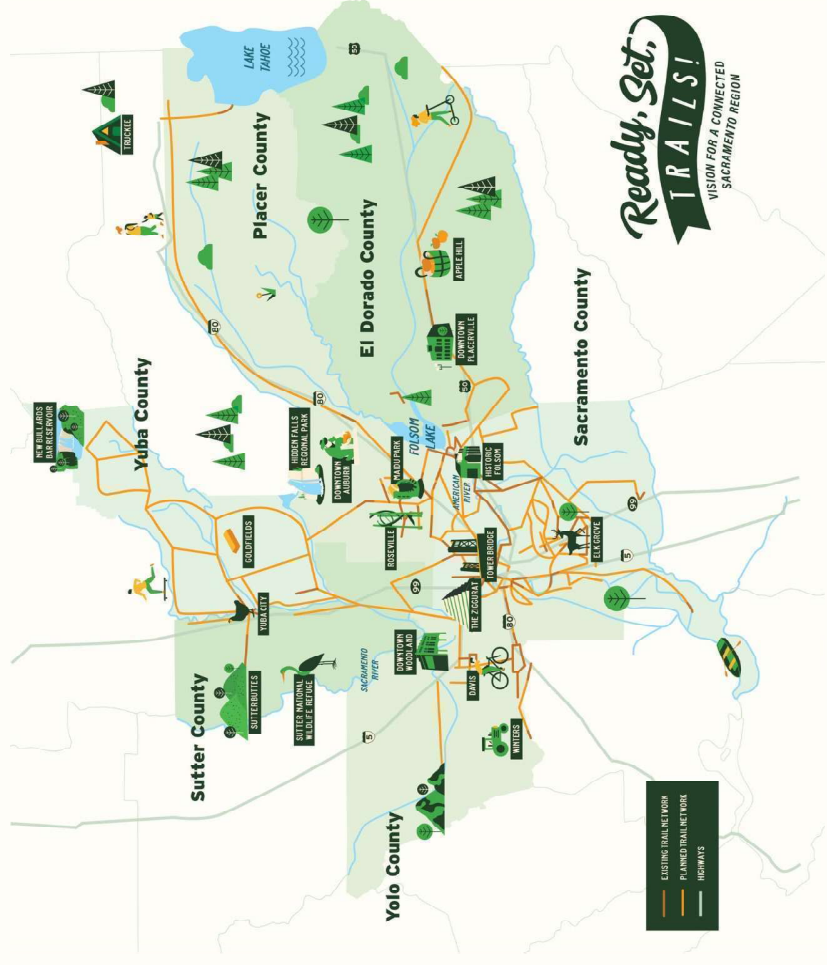 Ready, Set,
TRAILS!
VISION FOR A CONNECTED
SACRAMENTO REGION
LAKE
TAHOE
50
TRUCKIE
Placer County
El Dorado County
APPLE HILL
80
DOWNTOWN
PLACERVILLE
Sacramento County
Yuba County
NEW BULLARDS
BAR RESERVOIR
80
50
HIDDEN FALLS
REGIONAL PARK
DOWNTOWN
AUBURN
MAIDU PARK
FOLSOM
LAKE
AMERICAN
RIVER
HISTORIC
FOLSOM
99
GOLDFIELDS
ROSEVILLE
TOWER BRIDGE
ELK GROVE
5
YUBA CITY
99
THE ZIGGURAT
80
Sutter County
SUTTER BUTTES
SUTTER NATIONAL
WILDLIFE REFUGE
SACRAMENTO
RIVER
DOWNTOWN
WOODLAND
DAVIS
5
WINTERS
Yolo County
EXISTING TRAIL NETWORK
PLANNED TRAIL NETWORK
HIGHWAYS